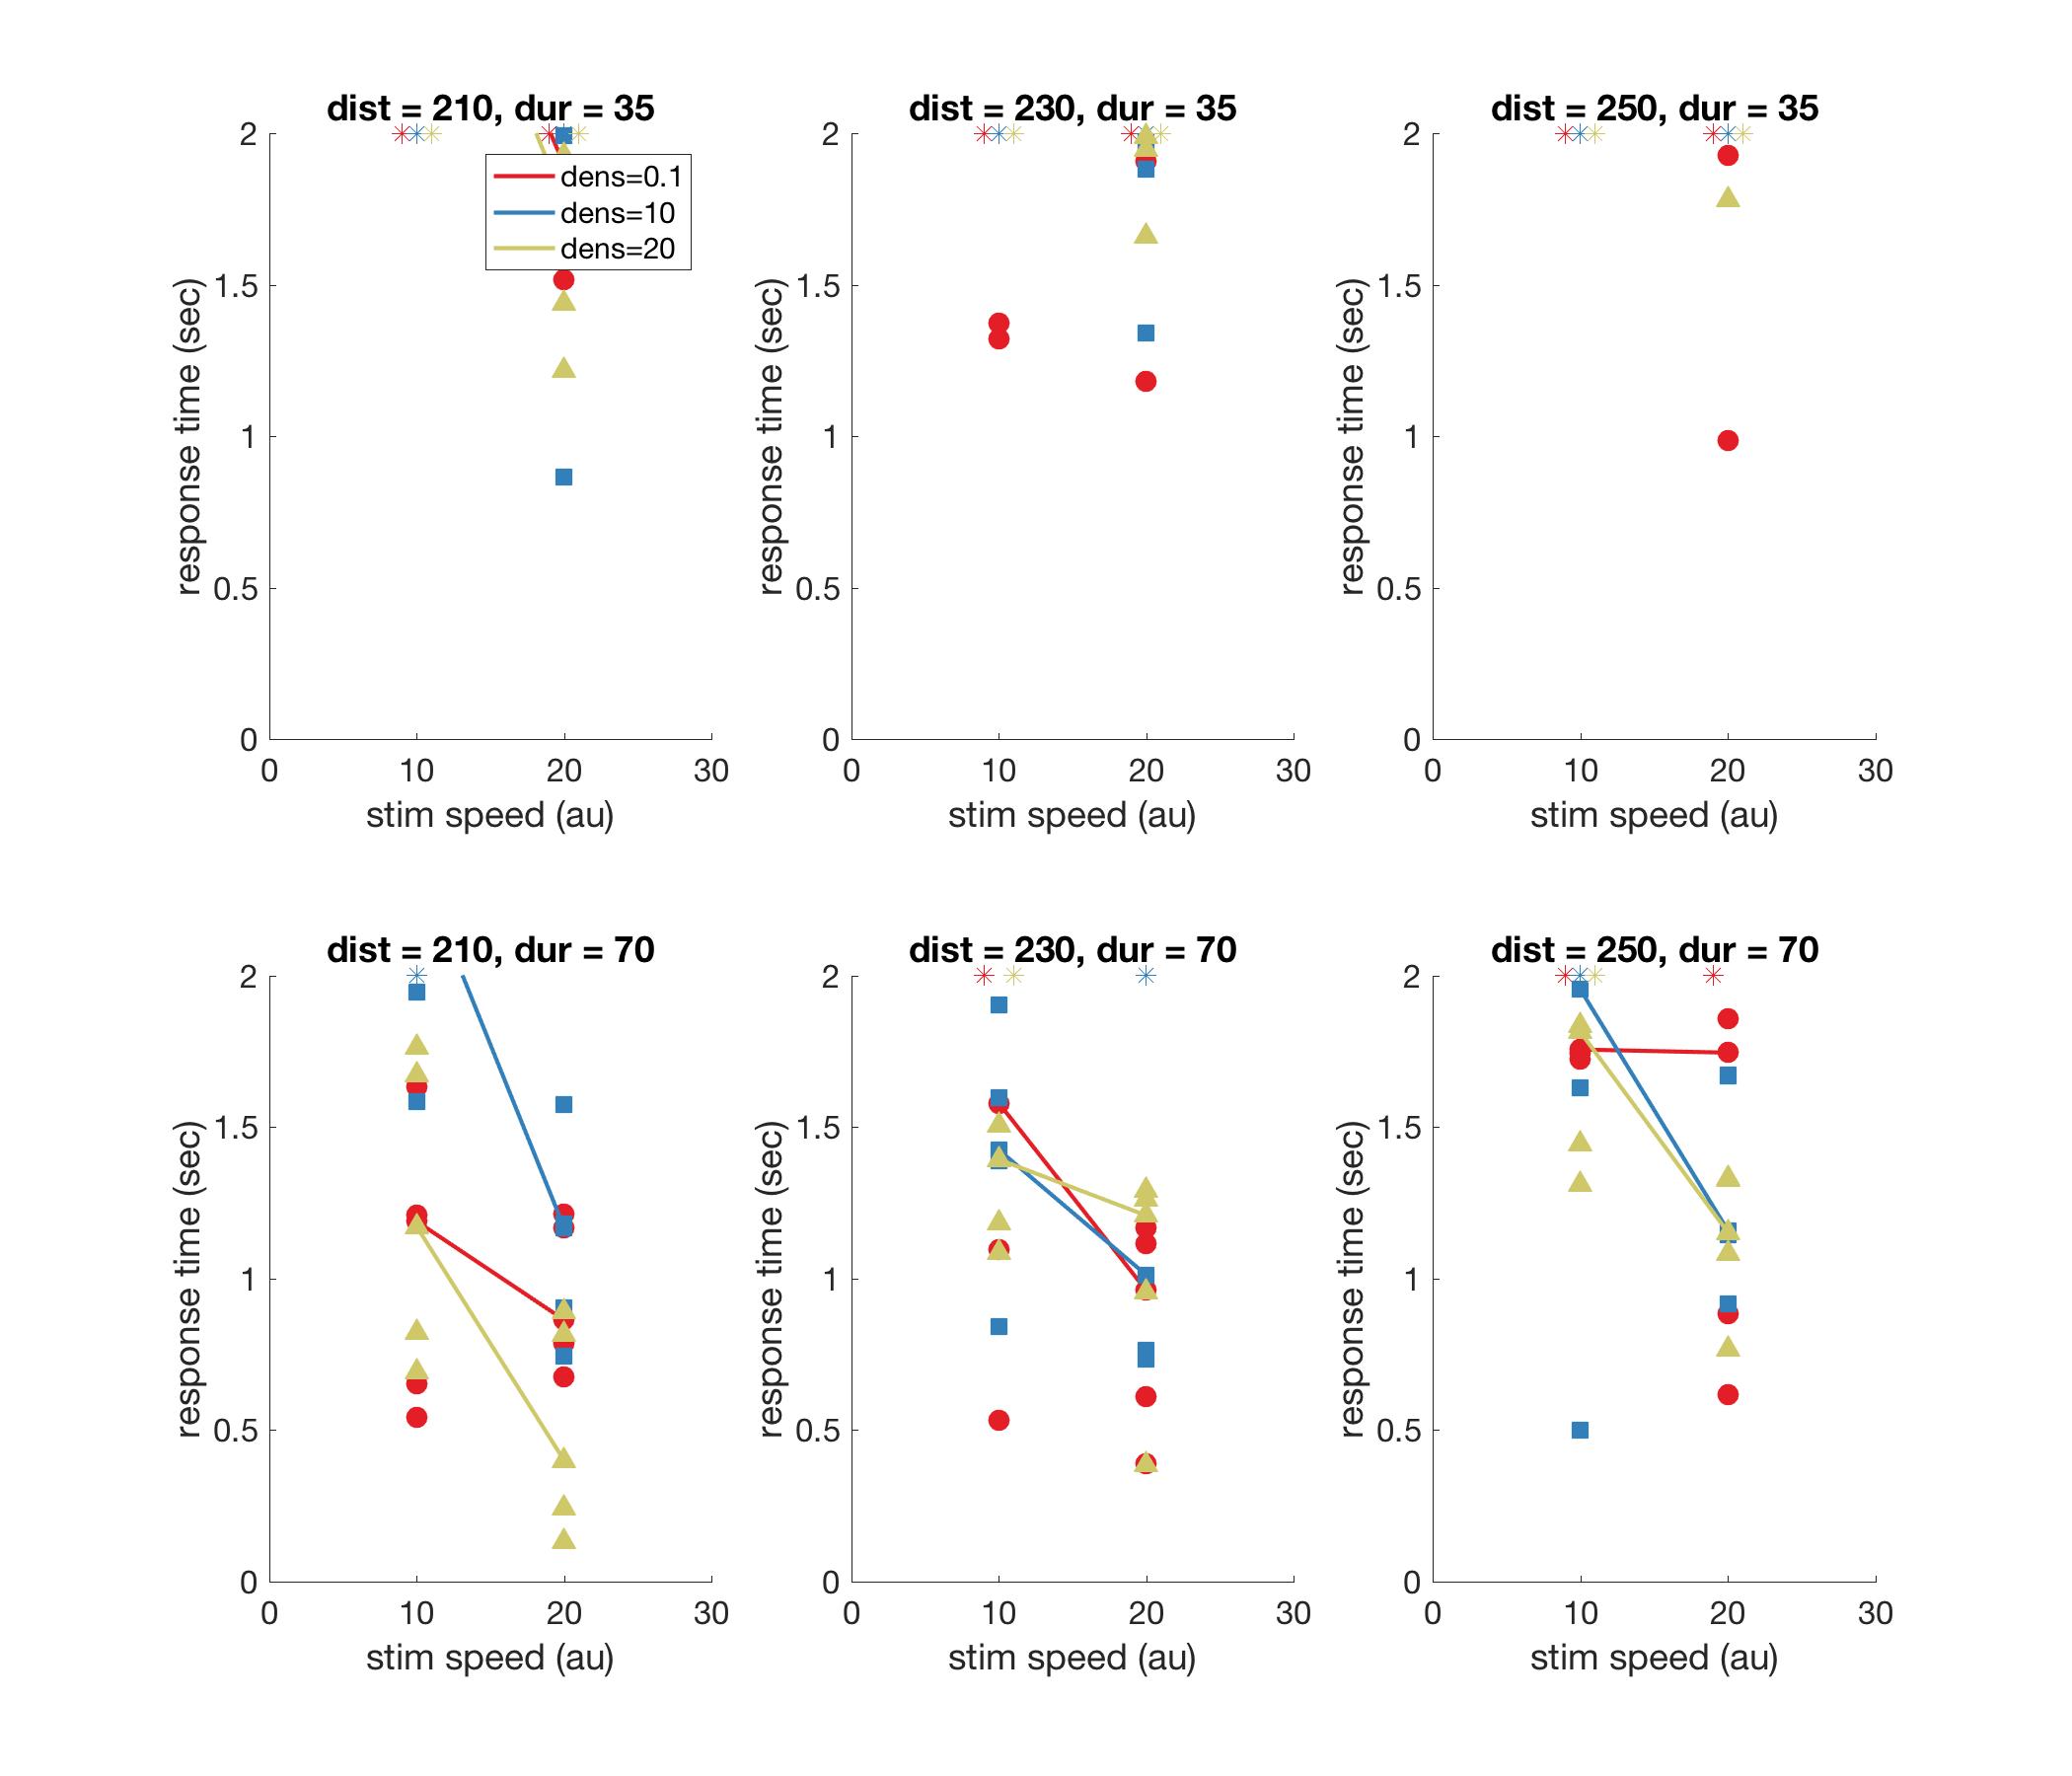 dist = 210, dur = 35
2
1.5
1
0.5
0
0
10
20
30
response time (sec)
stim speed (au)
dens=0.1
dens=10
dens=20
dist = 230, dur = 35
2
1.5
1
0.5
0
0
10
20
30
response time (sec)
stim speed (au)
dist = 250, dur = 35
2
1.5
1
0.5
0
0
10
20
30
response time (sec)
stim speed (au)
dist = 210, dur = 70
2
1.5
1
0.5
0
0
10
20
30
response time (sec)
stim speed (au)
dist = 230, dur = 70
2
1.5
1
0.5
0
0
10
20
30
response time (sec)
stim speed (au)
dist = 250, dur = 70
2
1.5
1
0.5
0
0
10
20
30
response time (sec)
stim speed (au)